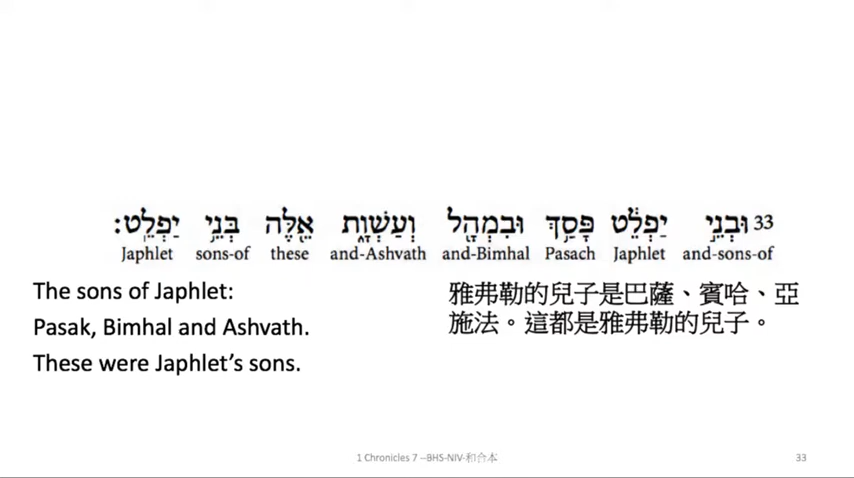 33 וּבְנֵי יַפְלֵט פָּסַךְ וּבִמְהָל וְעַשְׁוָת אֵלֶּה בְּנֵי יַפְלֵט׃
Japhlet sons-of these and-Ashvath and-Bimhal Pasach Japhlet and-sons-of
The sons of Japhlet:
Pasak, Bimhal and Ashvath.
These were Japhlet’s sons.
雅弗勒的兒子是巴薩、賓哈、亞
施法。這都是雅弗勒的兒子。
1 Chronicles 7 –BHS-NIV-和合本
33